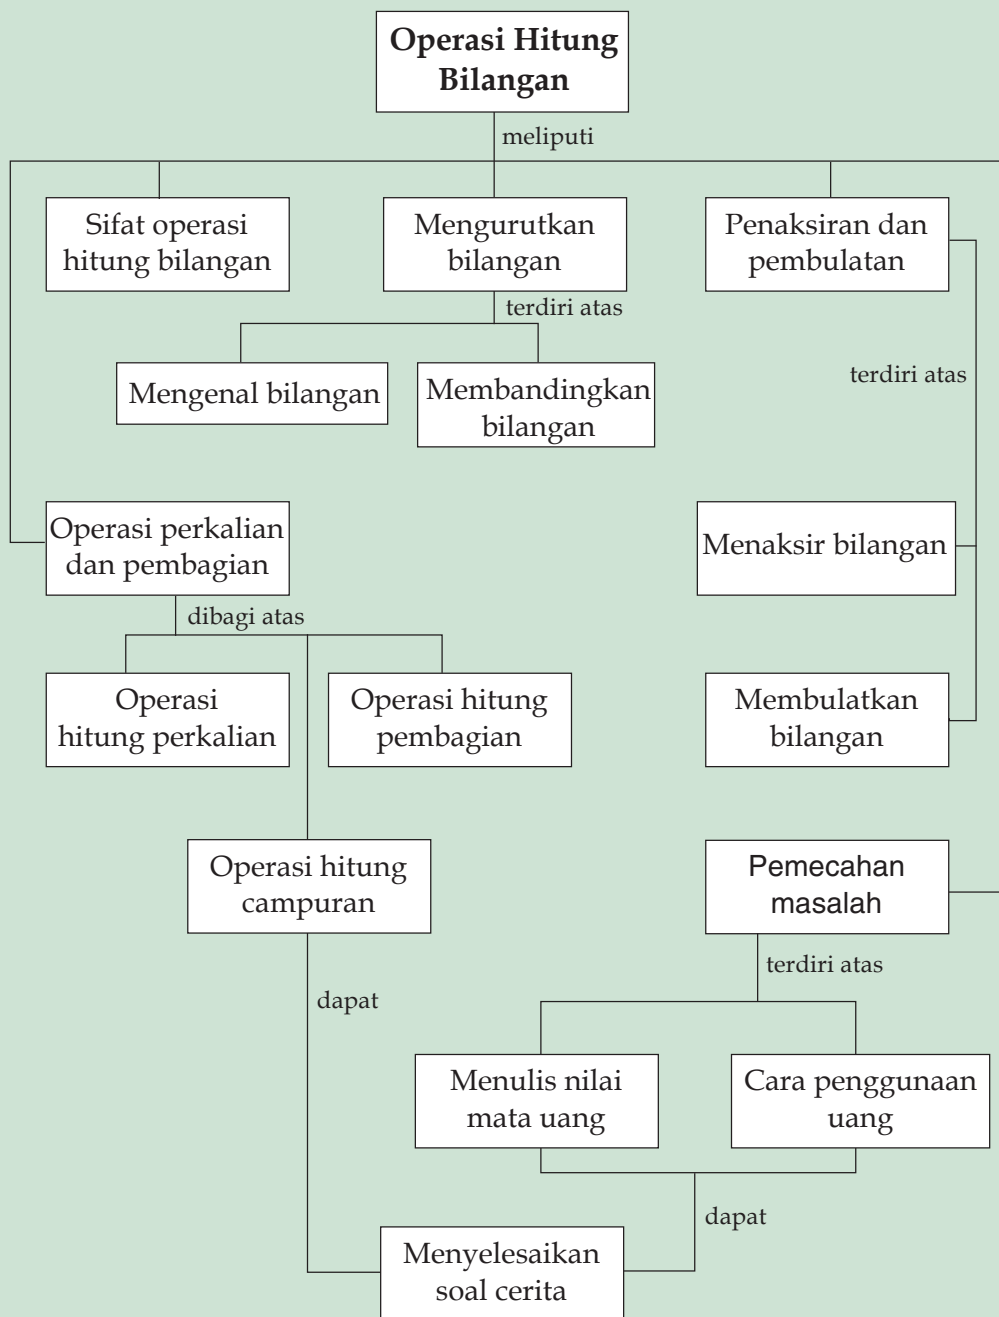 Operasi Hitung
Bilangan
meliputi
Sifat operasi
hitung bilangan
Mengurutkan
bilangan
Penaksiran dan
pembulatan
terdiri atas
Mengenal bilangan
Membandingkan
bilangan
terdiri atas
Operasi perkalian
dan pembagian
Menaksir bilangan
dibagi atas
Operasi
hitung perkalian
Operasi hitung
pembagian
Membulatkan
bilangan
Operasi hitung
campuran
Pemecahan
masalah
terdiri atas
dapat
Menulis nilai
mata uang
Cara penggunaan
uang
dapat
Menyelesaikan
soal cerita